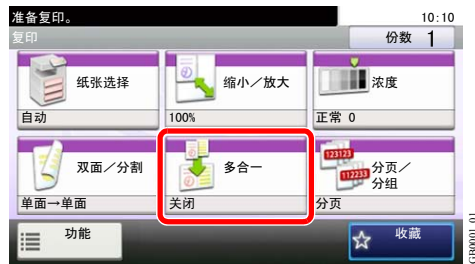 准备复印。
10:10
复印
份数 1
纸张选择
自动
缩小／放大
100%
浓度
正常 0
双面／分割
单面→单面
多合一
关闭
123123
112233
分页／
分组
分页
功能
收藏